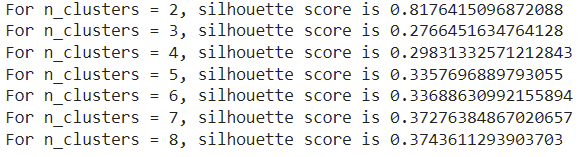 For n_clusters = 2, silhouette score is 0.8176415096872088
For n_clusters = 3, silhouette score is 0.2766451634764128
For n_clusters = 4, silhouette score is 0.29831332571212843
For n_clusters = 5, silhouette score is 0.3357696889793055
For n_clusters = 6, silhouette score is 0.33688630992155894
For n_clusters = 7, silhouette score is 0.37276384867020657
For n_clusters = 8, silhouette score is 0.3743611293903703